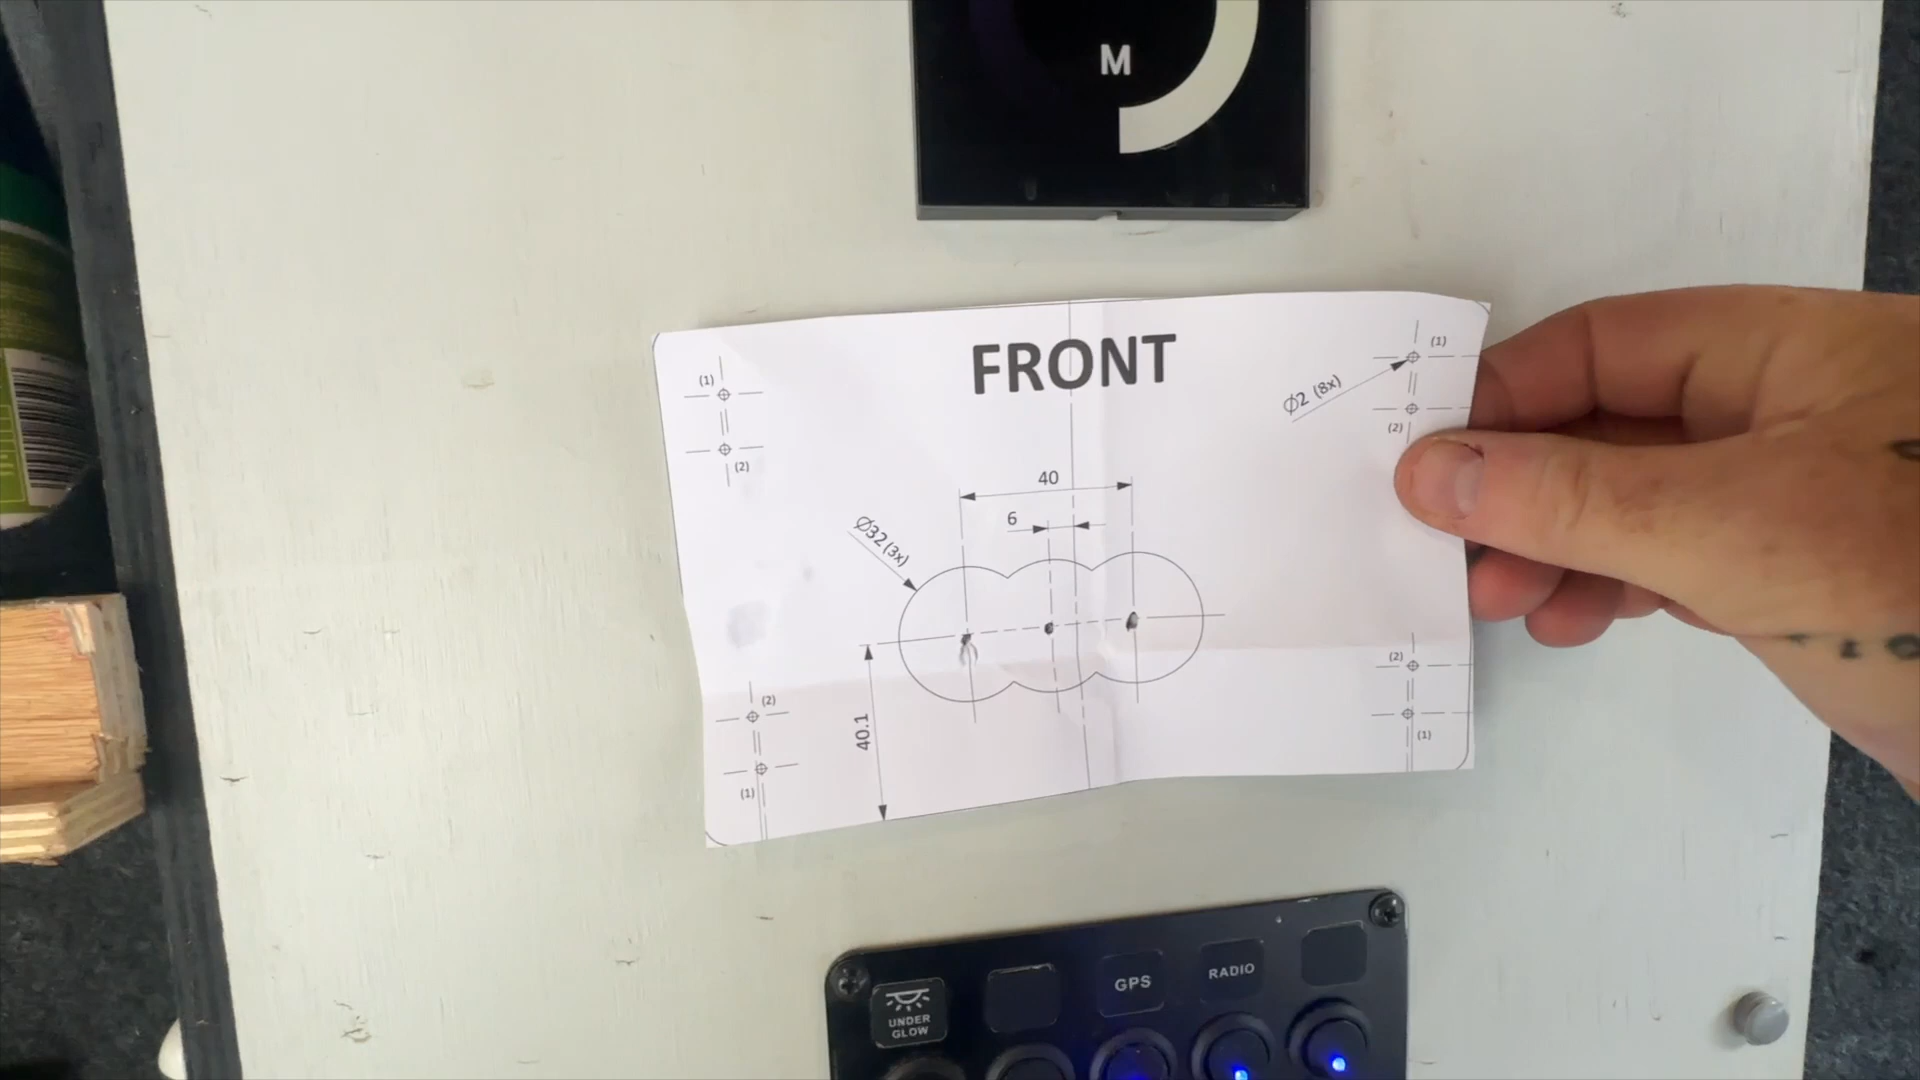 M
FRONT
(1)
(1)
Ø2 (8x)
(2)
(2)
40
6
Ø32(3x)
(2)
(2)
40.1
(1)
(1)
GPS
RADIO
UNDER
GLOW